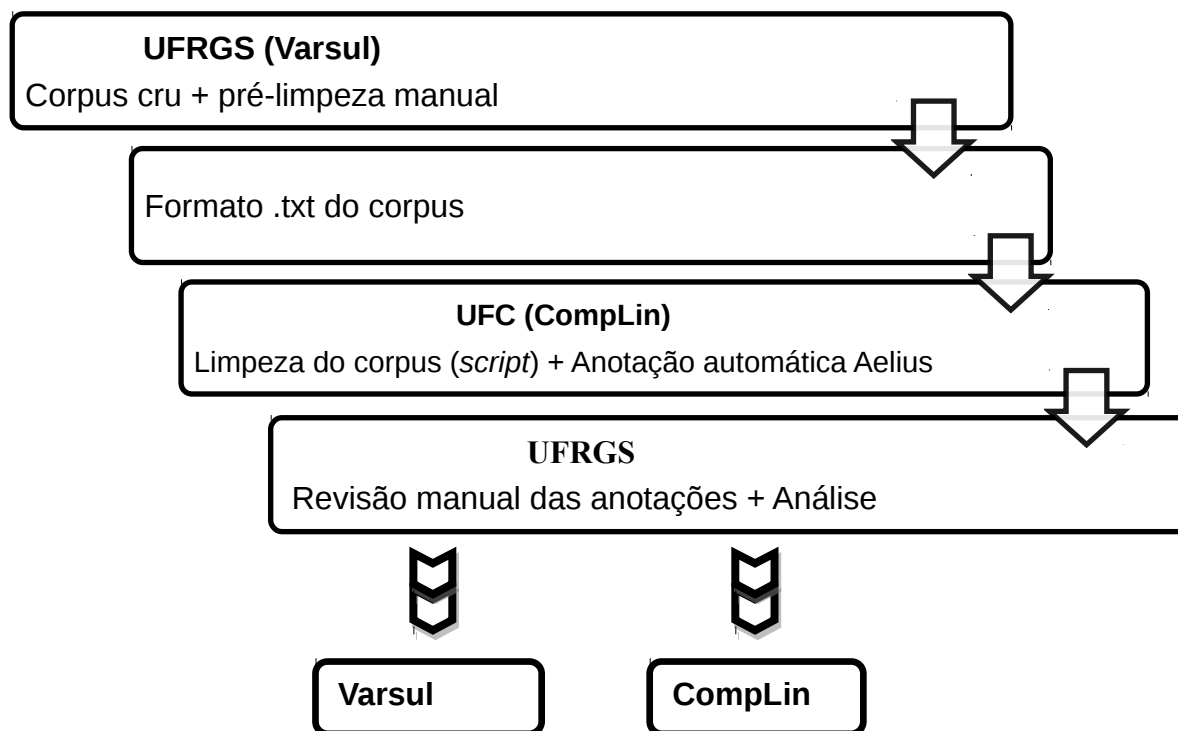 UFRGS (Varsul)
Corpus cru + pré-limpeza manual
Formato .txt do corpus
UFC (CompLin)
Limpeza do corpus (script) + Anotação automática Aelius
UFRGS
Revisão manual das anotações + Análise
Varsul
CompLin